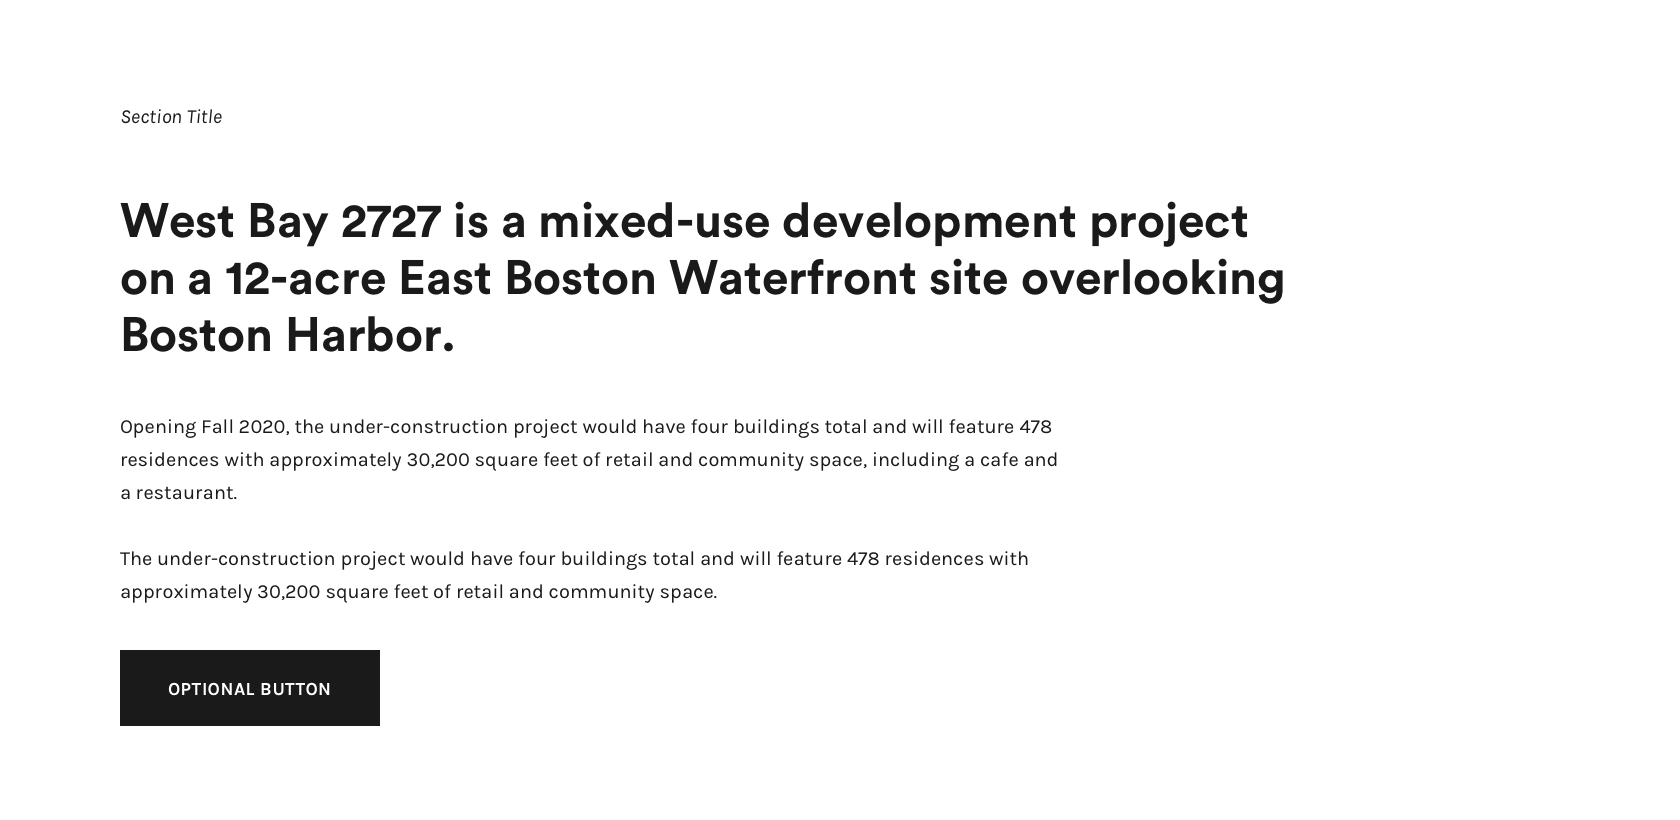 Section Title
West Bay 2727 is a mixed-use development project
on a 12-acre East Boston Waterfront site overlooking
Boston Harbor.
Opening Fall 2020, the under-construction project would have four buildings total and will feature 478
residences with approximately 30,200 square feet of retail and community space, including a cafe and
a restaurant.
The under-construction project would have four buildings total and will feature 478 residences with
approximately 30,200 square feet of retail and community space.
OPTIONAL BUTTON